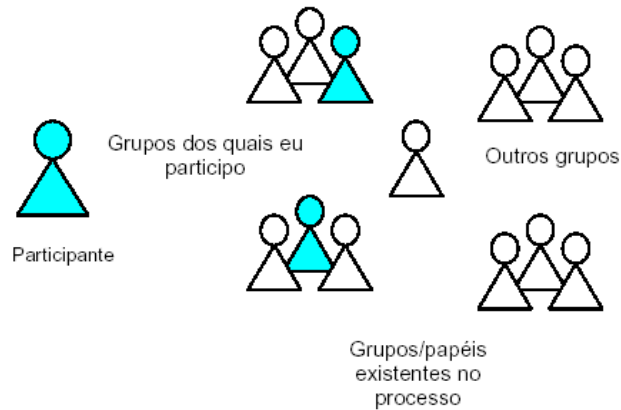 Grupos dos quais eu
participo
Outros grupos
Participante
Grupos/papéis
existentes no
processo